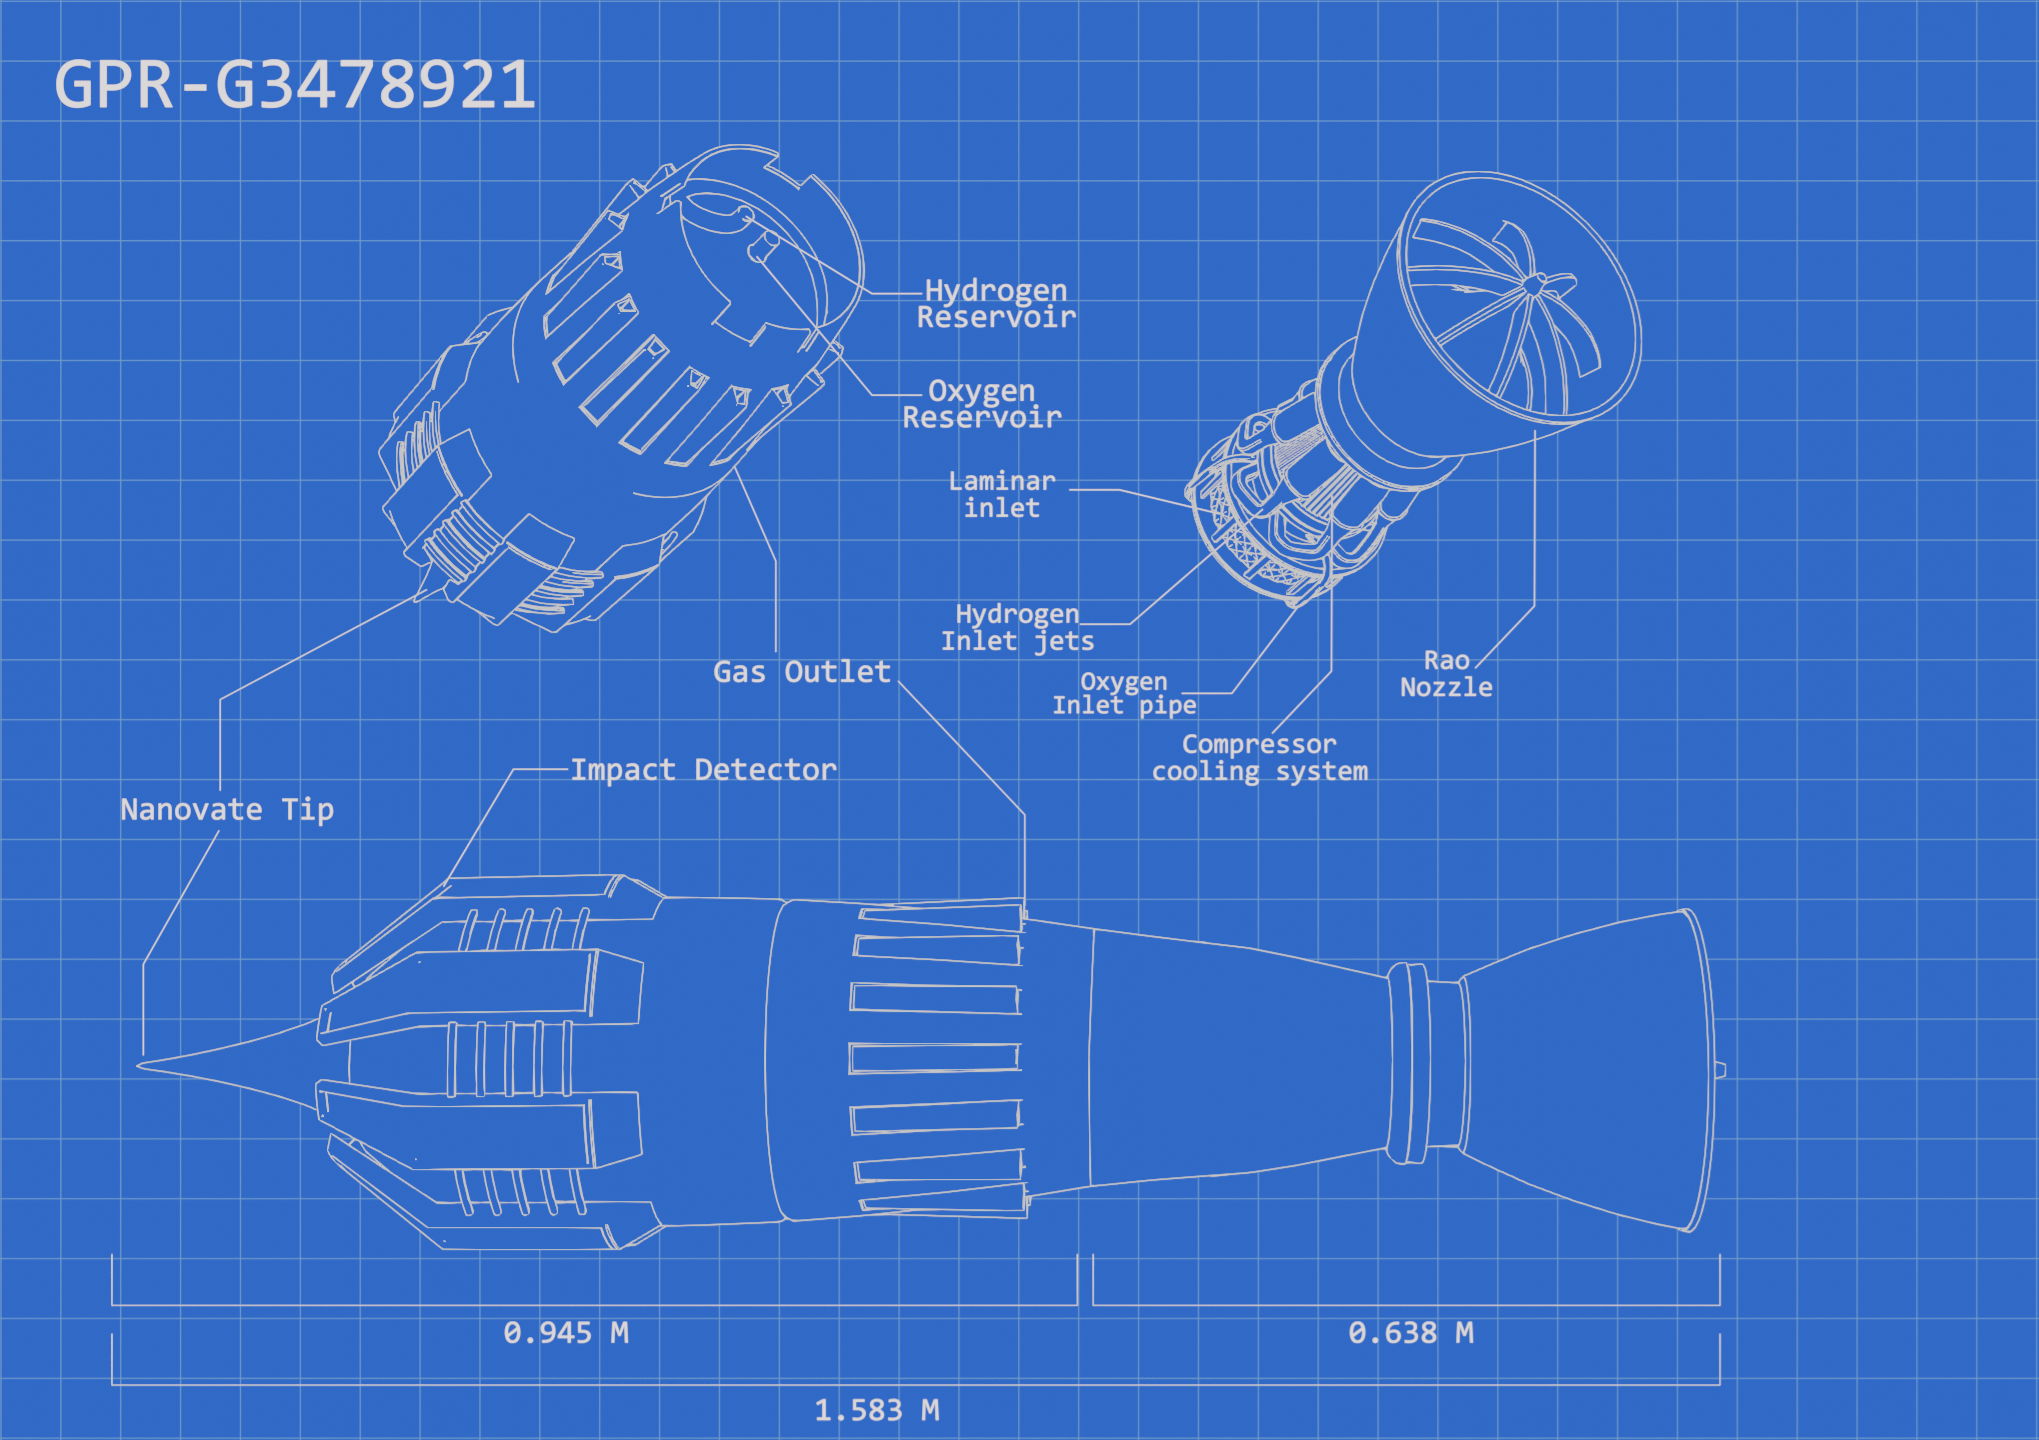 GPR-G3478921
Hydrogen
Reservoir
Oxygen
Reservoir
Laminar
inlet
Hydrogen
Inlet jets
Gas Outlet
Oxygen
Inlet pipe
Rao
Nozzle
Compressor
cooling system
Impact Detector
Nanovate Tip
0.945 M
0.638 M
1.583 M